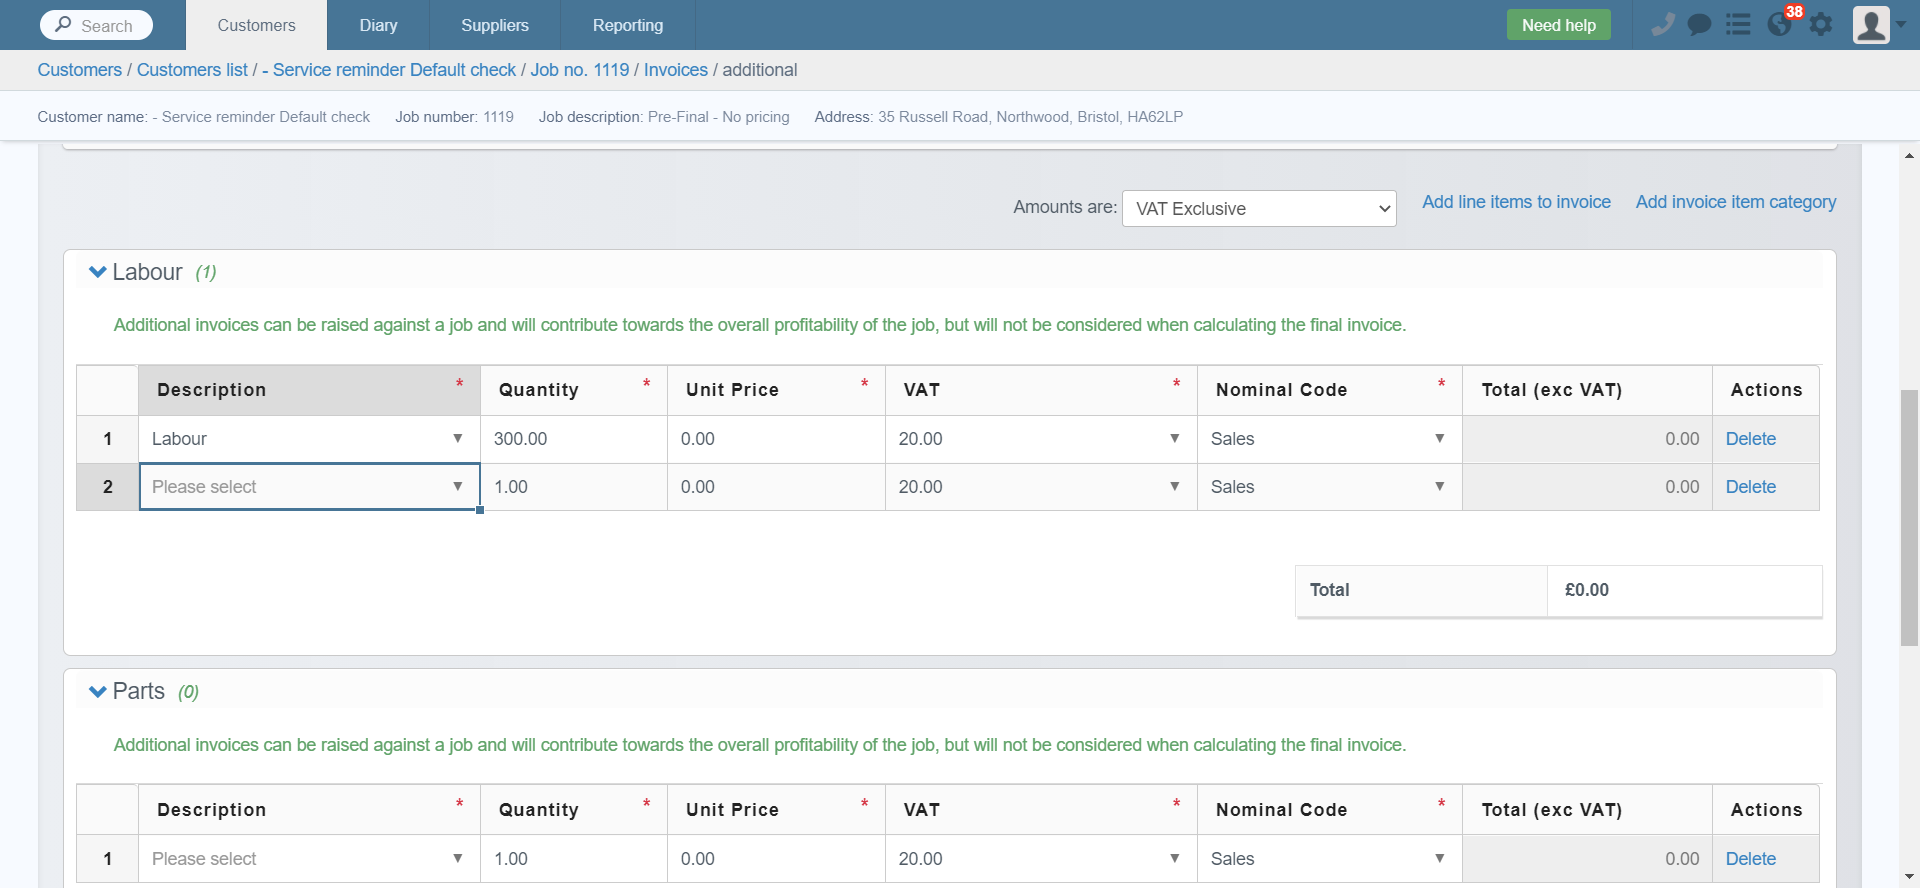 Search Customers Diary Suppliers Reporting Need help 38
Customers / Customers list / - Service reminder Default check / Job no. 1119 / Invoices / additional
Customer name: - Service reminder Default check Job number: 1119 Job description: Pre-Final - No pricing Address: 35 Russell Road, Northwood, Bristol, HA62LP
Amounts are: VAT Exclusive Add line items to invoice Add invoice item category
Labour (1)
Additional invoices can be raised against a job and will contribute towards the overall profitability of the job, but will not be considered when calculating the final invoice.
Description * Quantity * Unit Price * VAT * Nominal Code * Total (exc VAT) Actions
1 Labour 300.00 0.00 20.00 Sales 0.00 Delete
2 Please select 1.00 0.00 20.00 Sales 0.00 Delete
Total £0.00
Parts (0)
Additional invoices can be raised against a job and will contribute towards the overall profitability of the job, but will not be considered when calculating the final invoice.
Description * Quantity * Unit Price * VAT * Nominal Code * Total (exc VAT) Actions
1 Please select 1.00 0.00 20.00 Sales 0.00 Delete